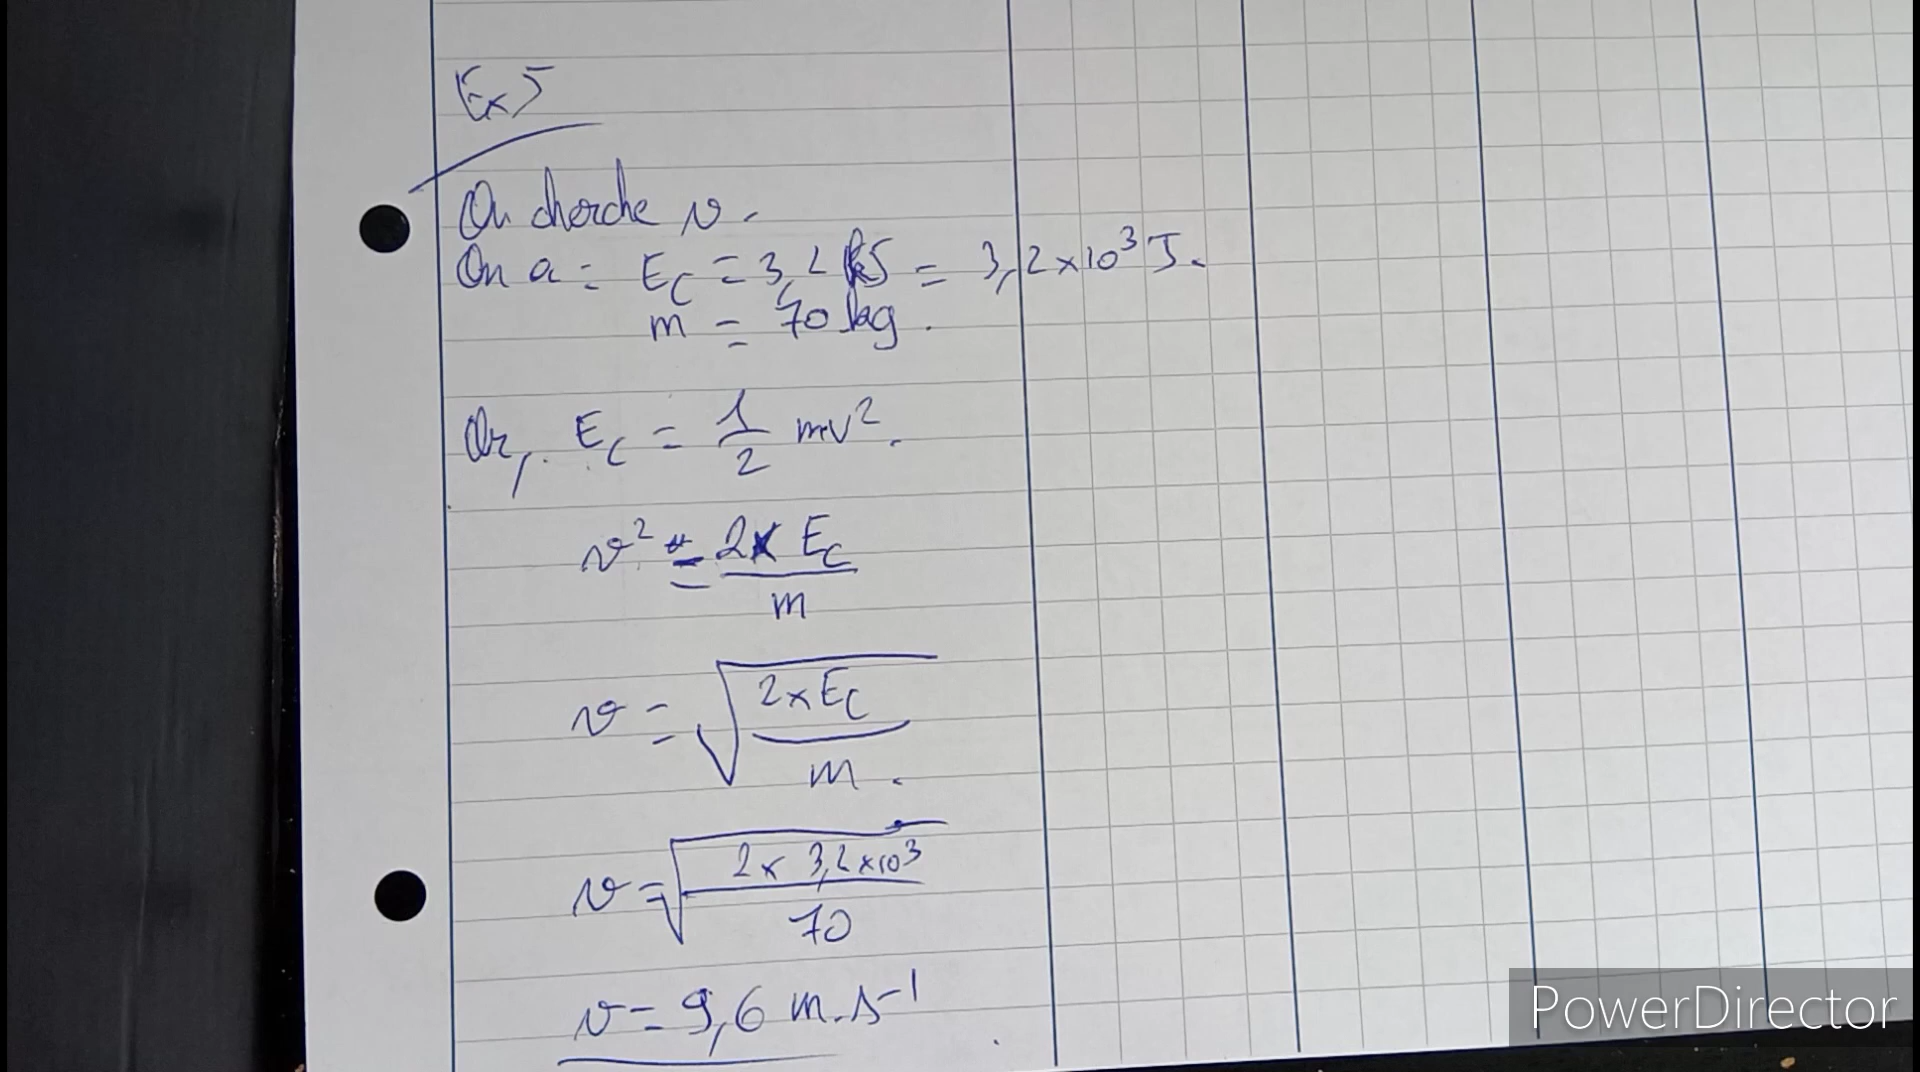 Ex 5
On cherche v.
On a : Ec = 3,2 kJ = 3,2 × 10³ J.
m = 70 kg.
Or, Ec = 1/2 mv².
v² = 2 × Ec / m
v = √(2 × Ec / m).
v = √(2 × 3,2 × 10³ / 70)
v = 9,6 m.s⁻¹
PowerDirector